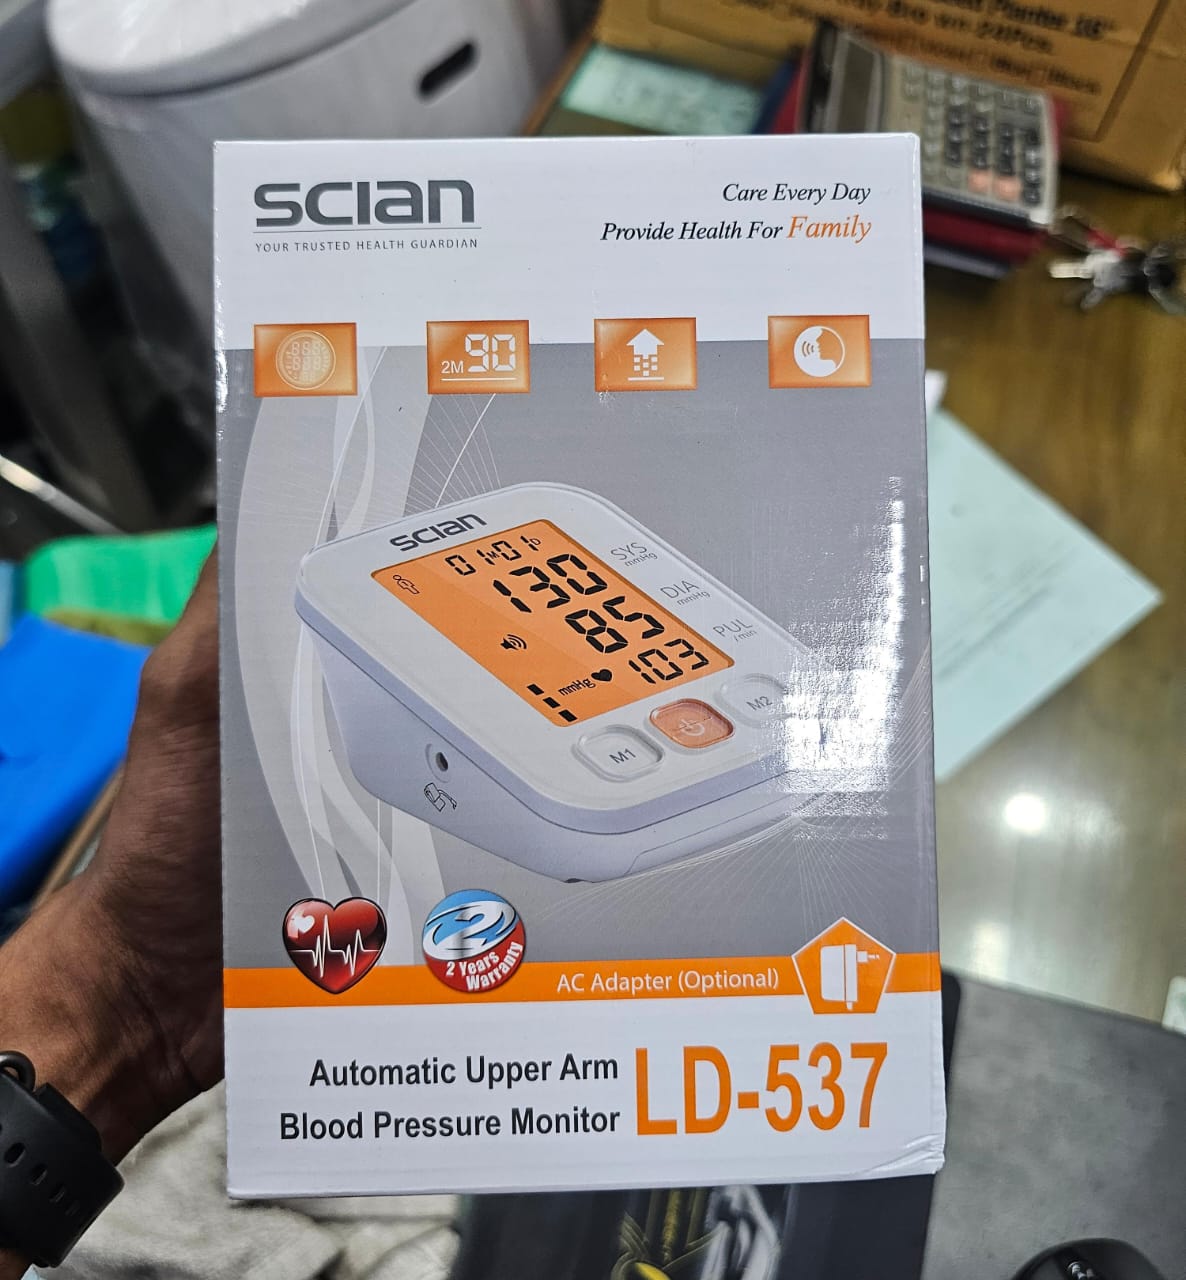 SCIAN
YOUR TRUSTED HEALTH GUARDIAN
Care Every Day
Provide Health For Family
2M 90
SCIAN
01M01D
130
85
103
SYS
mmHg
DIA
mmHg
PUL
/min
mmHg
M1
M2
2
2 Years
Warranty
AC Adapter (Optional)
Automatic Upper Arm
Blood Pressure Monitor
LD-537